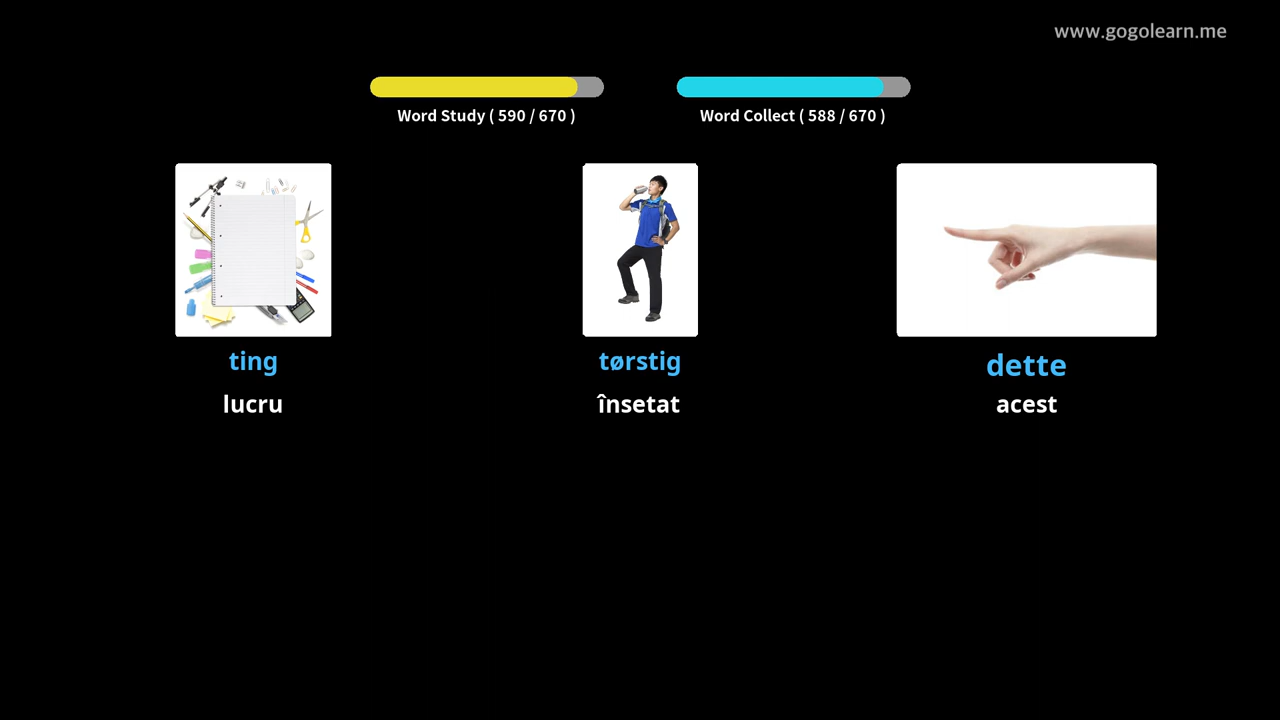 www.gogolearn.me
Word Study ( 590 / 670 )
Word Collect ( 588 / 670 )
ting
lucru
tørstig
însetat
dette
acest